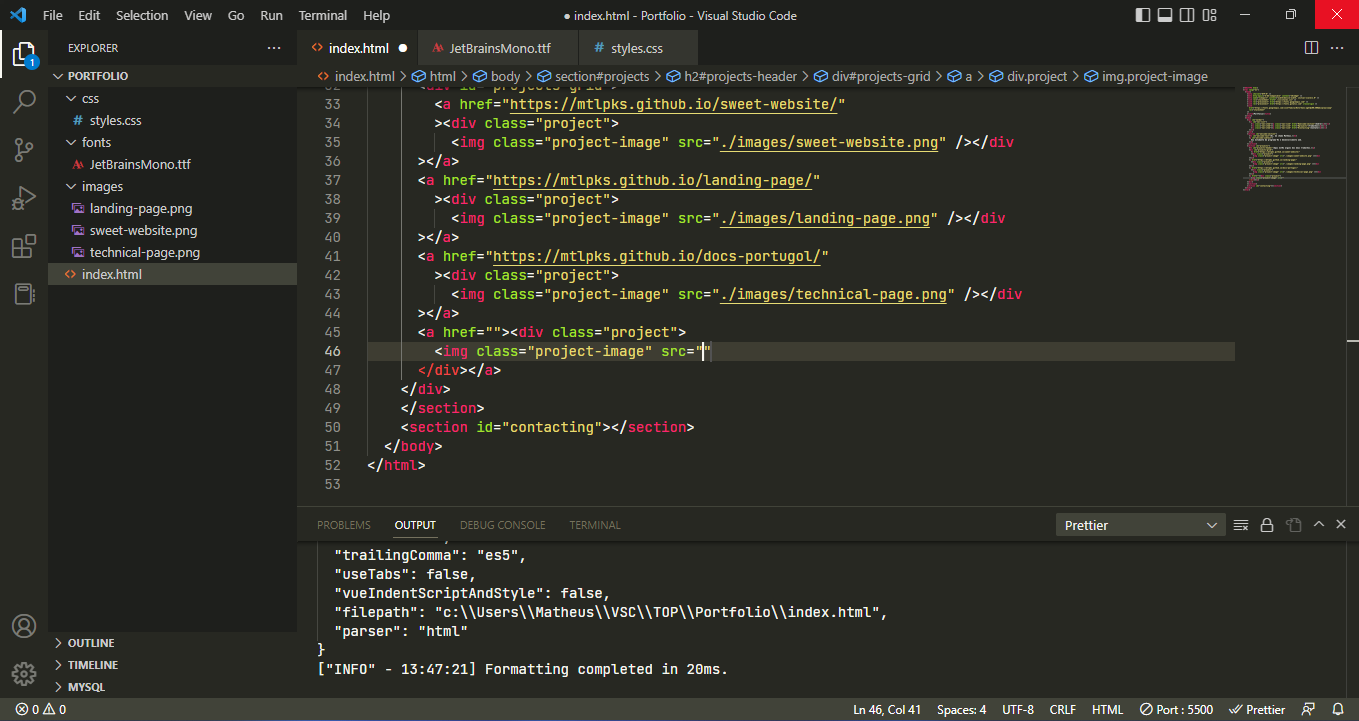 File Edit Selection View Go Run Terminal Help ● index.html - Portfolio - Visual Studio Code
EXPLORER
index.html JetBrainsMono.ttf # styles.css
PORTFOLIO
index.html > html > body > section#projects > h2#projects-header > div#projects-grid > a > div.project > img.project-image
css
# styles.css
fonts
JetBrainsMono.ttf
images
landing-page.png
sweet-website.png
technical-page.png
index.html
1
32 <div id="projects-grid">
33 <a href="https://mtlpks.github.io/sweet-website/"
34 ><div class="project">
35 <img class="project-image" src="./images/sweet-website.png" /></div
36 ></a>
37 <a href="https://mtlpks.github.io/landing-page/"
38 ><div class="project">
39 <img class="project-image" src="./images/landing-page.png" /></div
40 ></a>
41 <a href="https://mtlpks.github.io/docs-portugol/"
42 ><div class="project">
43 <img class="project-image" src="./images/technical-page.png" /></div
44 ></a>
45 <a href=""><div class="project">
46 <img class="project-image" src=""
47 </div></a>
48 </div>
49 </section>
50 <section id="contacting"></section>
51 </body>
52 </html>
53
PROBLEMS OUTPUT DEBUG CONSOLE TERMINAL Prettier
"trailingComma": "es5",
"useTabs": false,
"vueIndentScriptAndStyle": false,
"filepath": "c:\\Users\\Matheus\\VSC\\TOP\\Portfolio\\index.html",
"parser": "html"
}
["INFO" - 13:47:21] Formatting completed in 20ms.
OUTLINE
TIMELINE
MYSQL
0 0 Ln 46, Col 41 Spaces: 4 UTF-8 CRLF HTML Port : 5500 Prettier